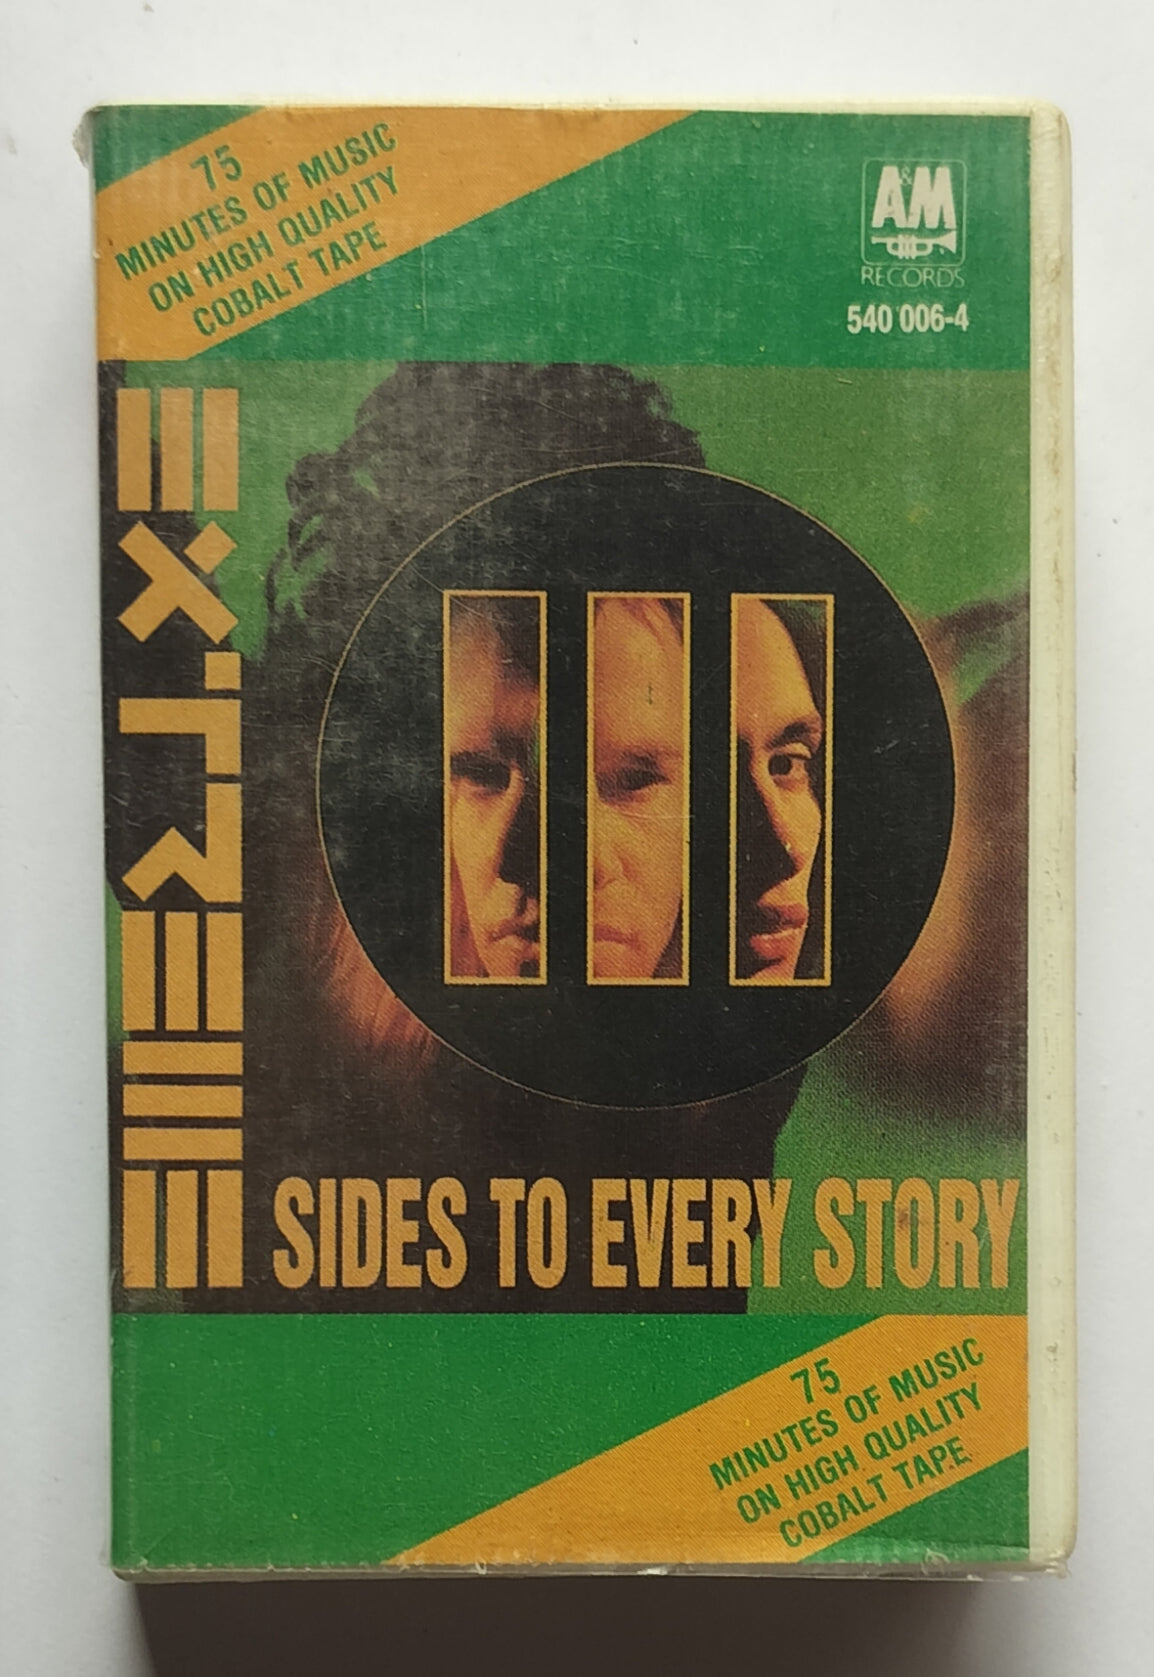 75
MINUTES OF MUSIC
ON HIGH QUALITY
COBALT TAPE
A&M
RECORDS
540 006-4
EXTREME
III
SIDES TO EVERY STORY
75
MINUTES OF MUSIC
ON HIGH QUALITY
COBALT TAPE